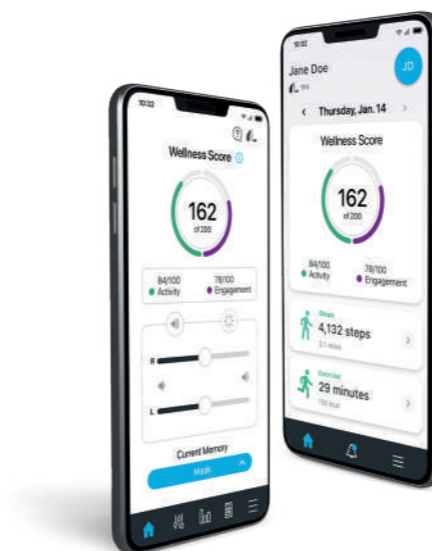 10:32
Wellness Score
162
of 200
84/100
Activity
78/100
Engagement
R
L
Current Memory
Mask
10:32
Jane Doe
JD
Thursday, Jan. 14
Wellness Score
162
of 200
84/100
Activity
78/100
Engagement
Steps
4,132 steps
Exercise
29 minutes